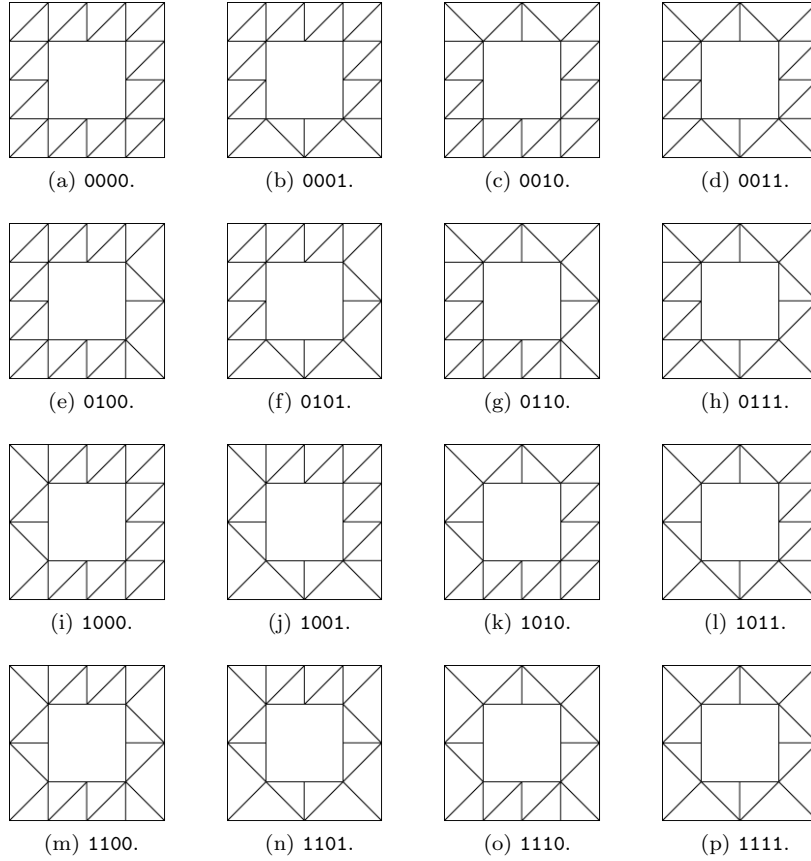 (a) 0000. (b) 0001. (c) 0010. (d) 0011.
(e) 0100. (f) 0101. (g) 0110. (h) 0111.
(i) 1000. (j) 1001. (k) 1010. (l) 1011.
(m) 1100. (n) 1101. (o) 1110. (p) 1111.